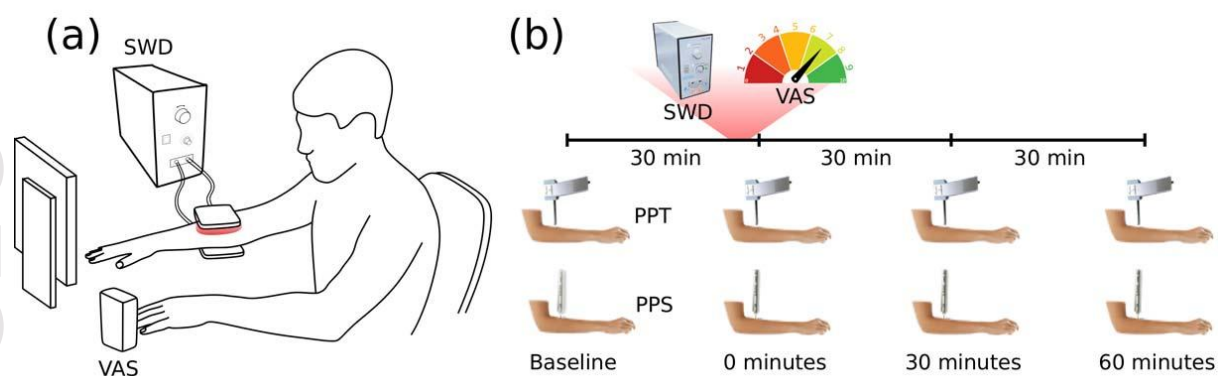 (a)
SWD
VAS
(b)
1 2 3 4 5 6 7 8 9
SWD
VAS
30 min 30 min 30 min
PPT
PPS
Baseline 0 minutes 30 minutes 60 minutes